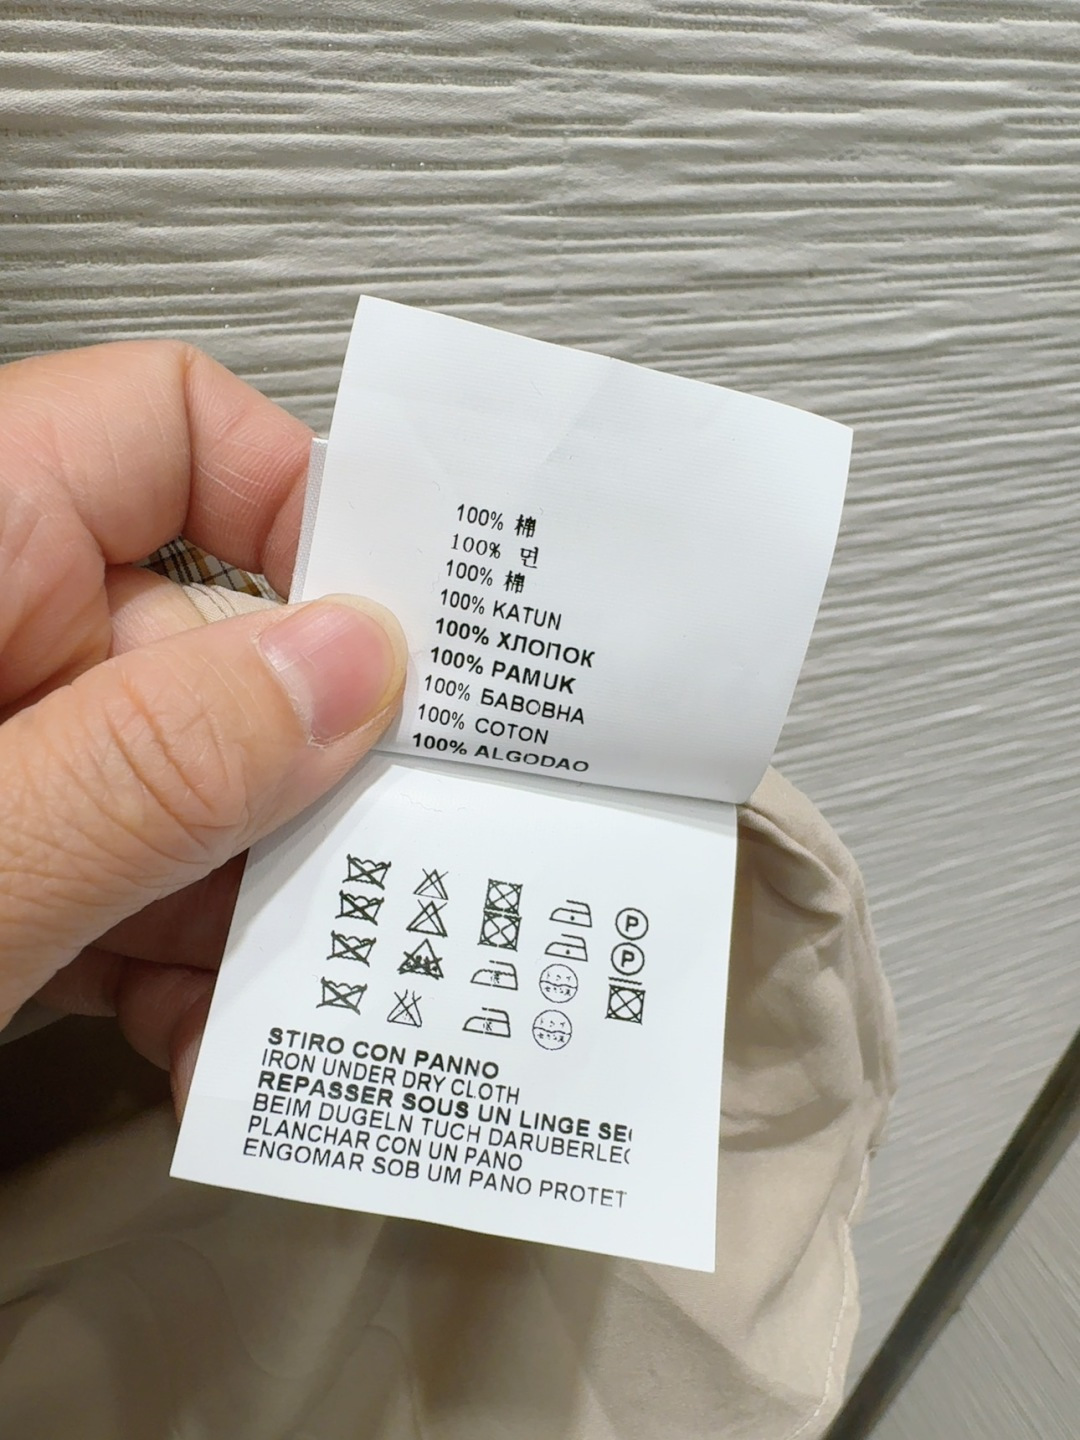 100% 棉
100% 면
100% 棉
100% KATUN
100% ХЛОПОК
100% PAMUK
100% БАВОВНА
100% COTON
100% ALGODAO
P
P
STIRO CON PANNO
IRON UNDER DRY CLOTH
REPASSER SOUS UN LINGE SE
BEIM DUGELN TUCH DARUBERLE
PLANCHAR CON UN PANO
ENGOMAR SOB UM PANO PROTET